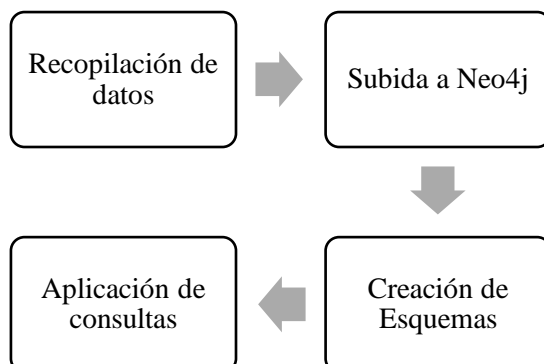 Recopilación de
datos
Subida a Neo4j
Creación de
Esquemas
Aplicación de
consultas